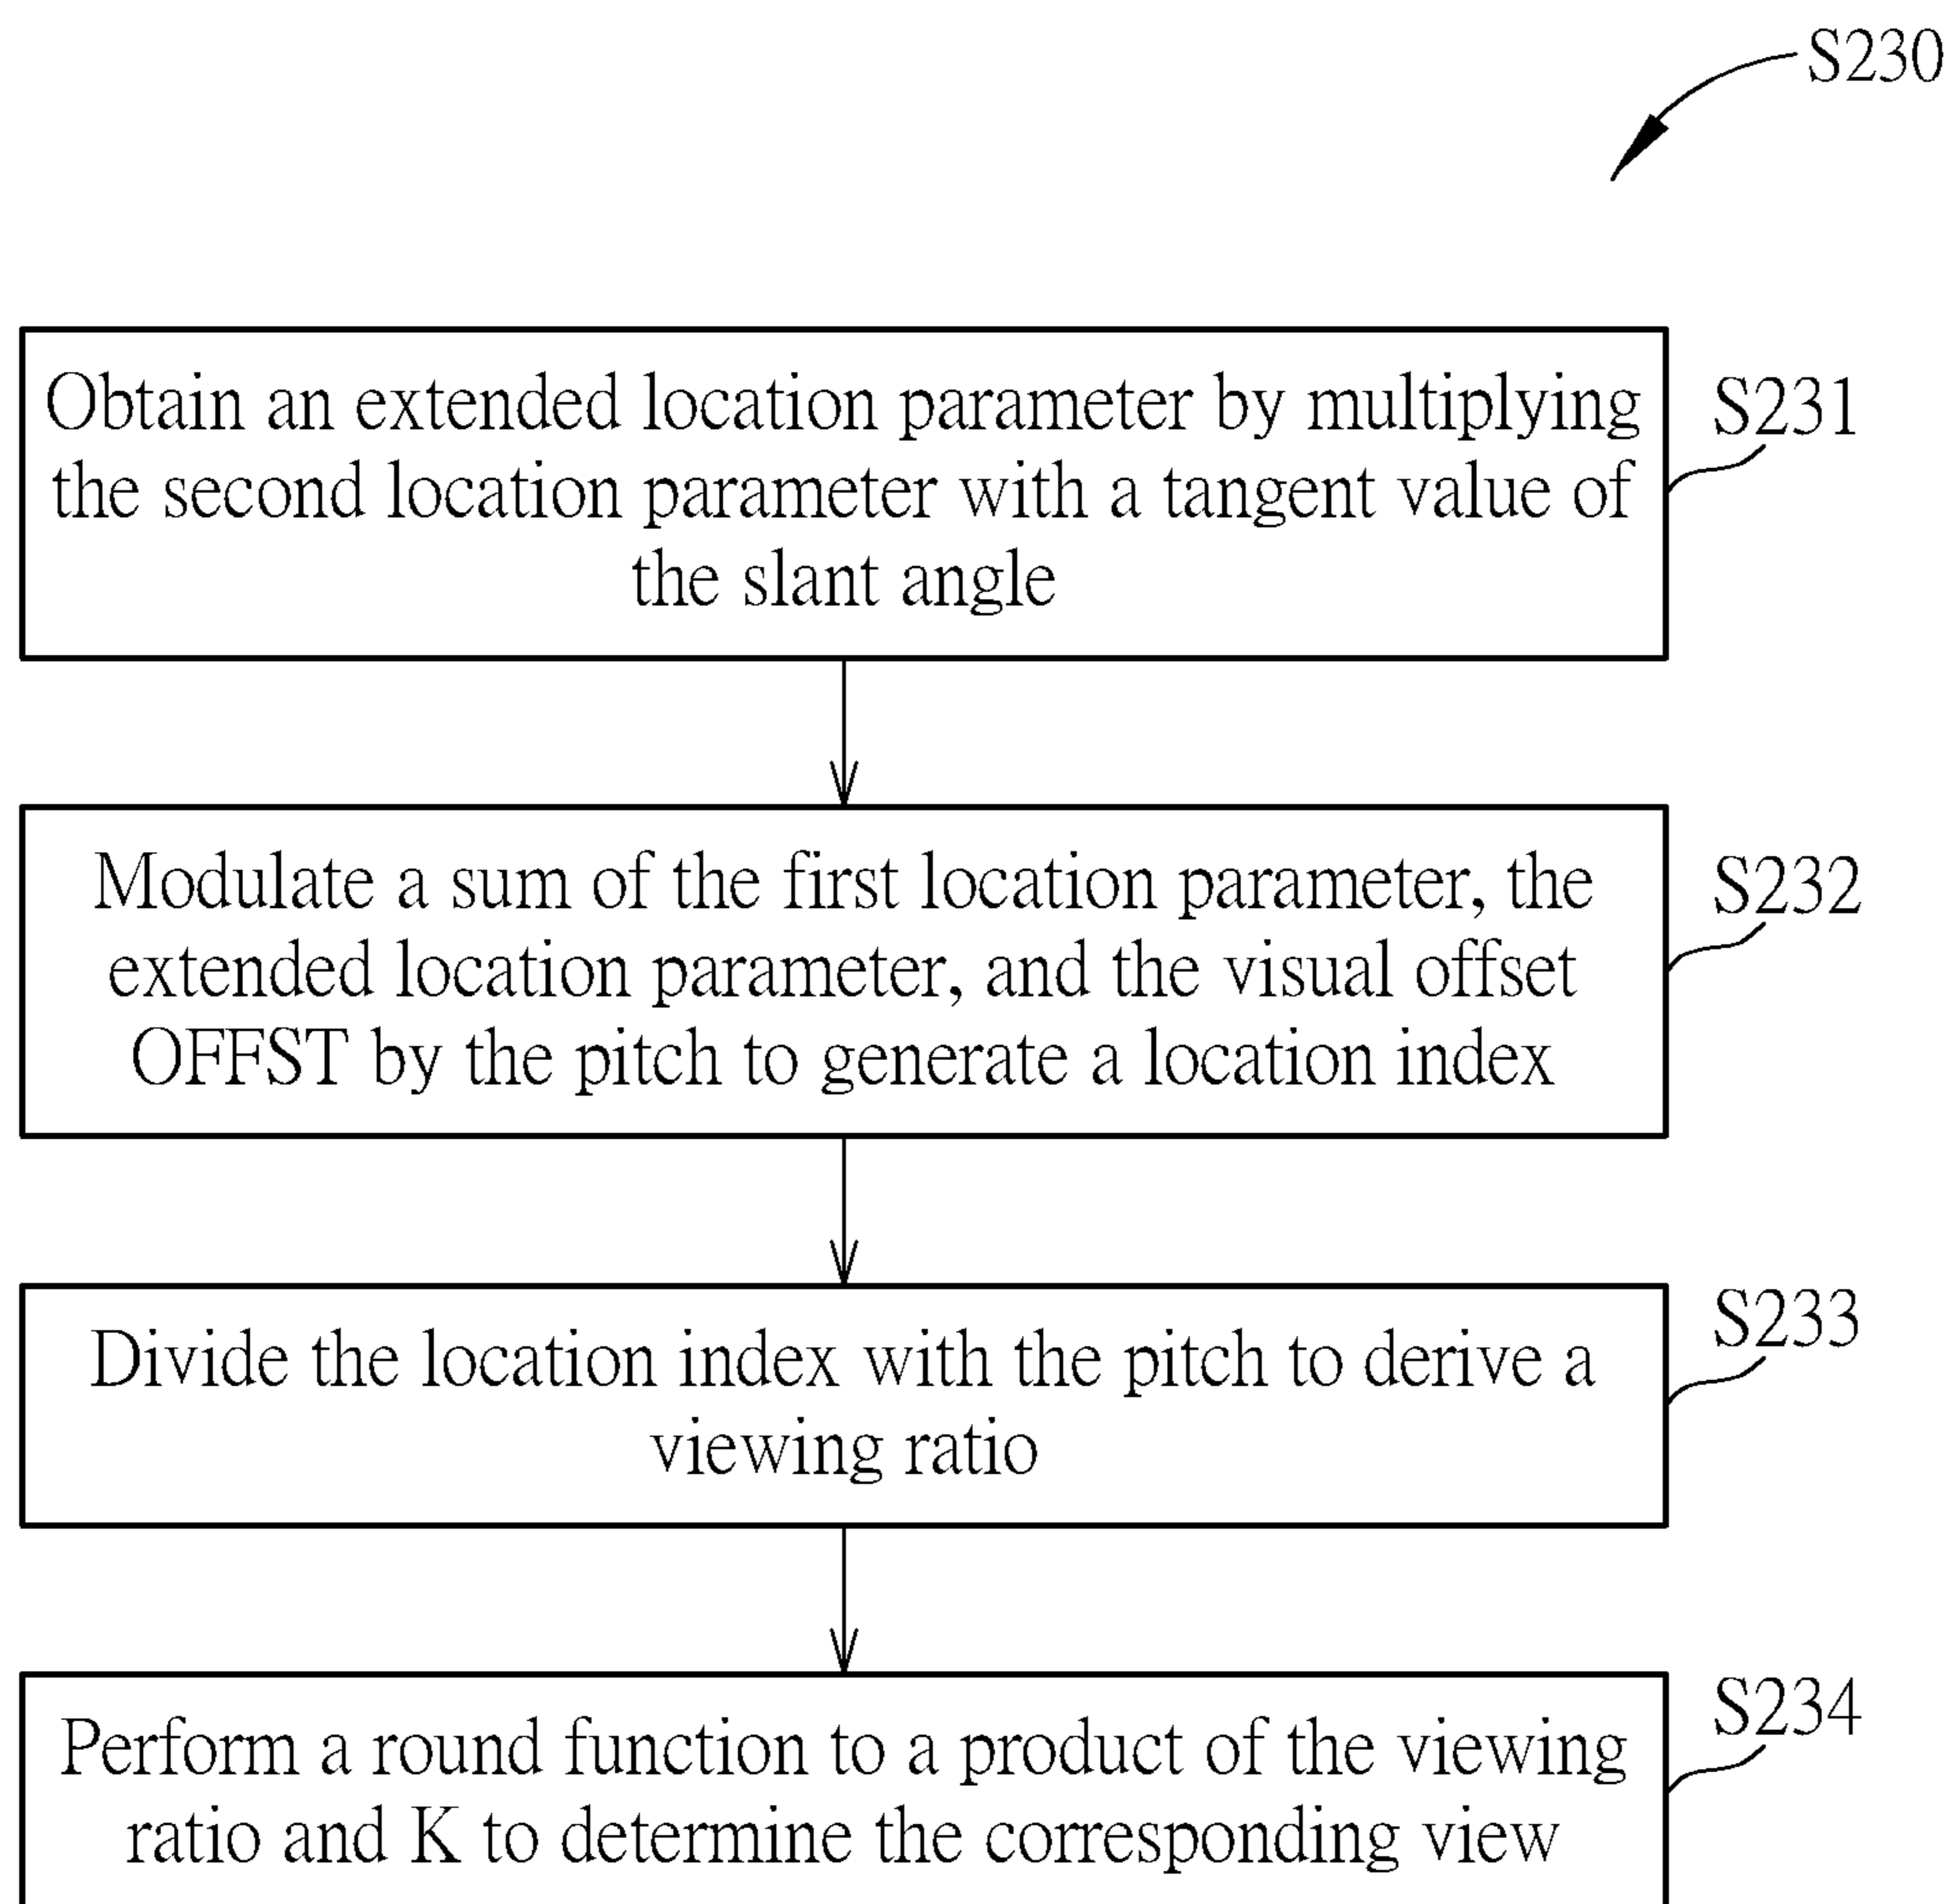 S230
Obtain an extended location parameter by multiplying
the second location parameter with a tangent value of
the slant angle
S231
Modulate a sum of the first location parameter, the
extended location parameter, and the visual offset
OFFST by the pitch to generate a location index
S232
Divide the location index with the pitch to derive a
viewing ratio
S233
Perform a round function to a product of the viewing
ratio and K to determine the corresponding view
S234